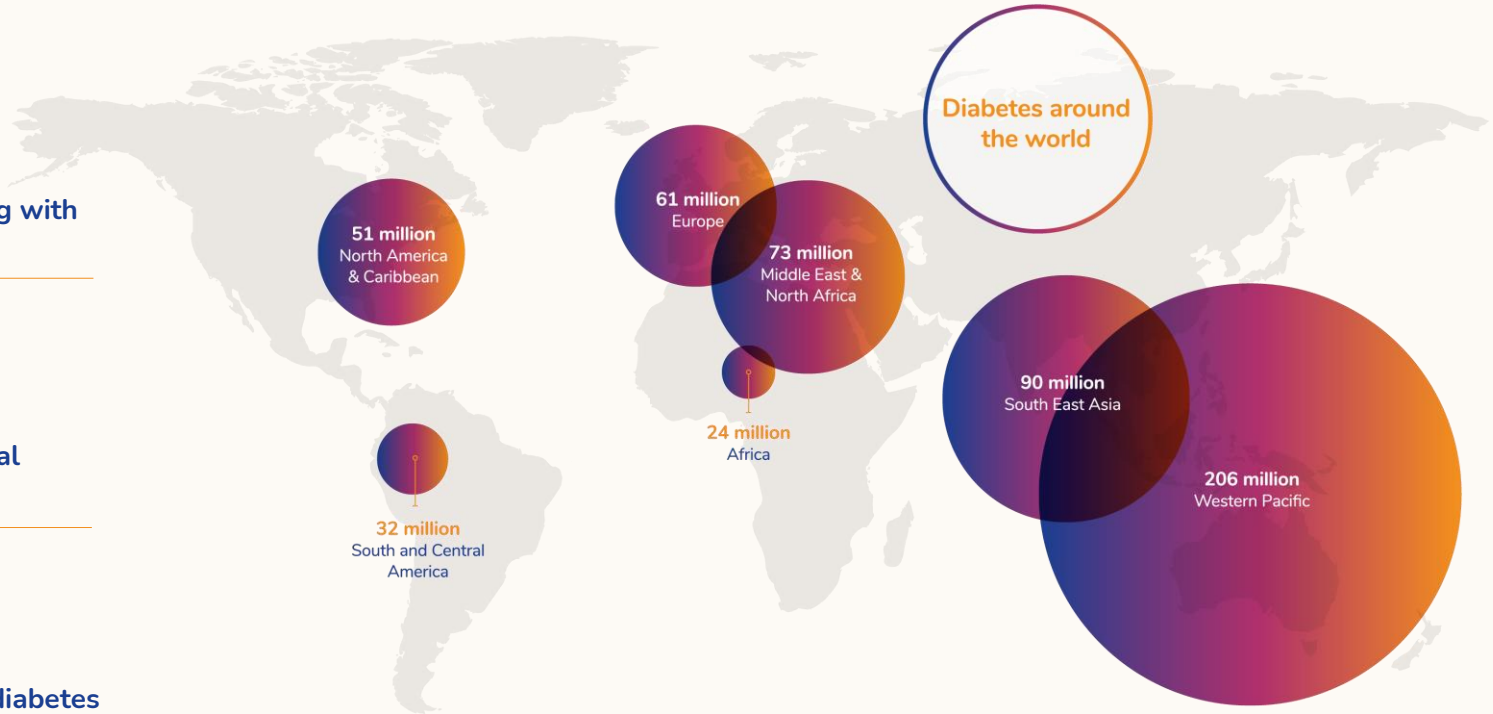 g with
al
diabetes
Diabetes around
the world
51 million
North America
& Caribbean
61 million
Europe
73 million
Middle East &
North Africa
24 million
Africa
32 million
South and Central
America
90 million
South East Asia
206 million
Western Pacific